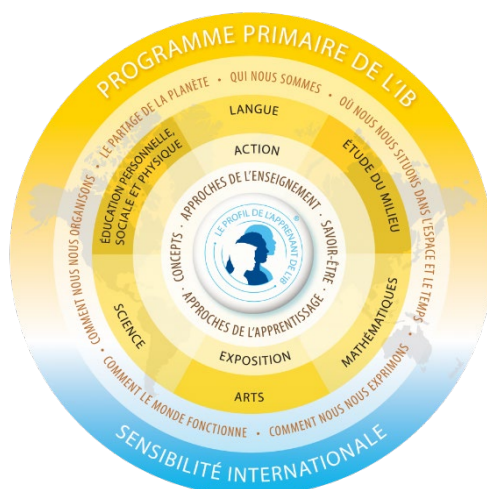 PROGRAMME PRIMAIRE DE L'IB
LE PARTAGE DE LA PLANÈTE • QUI NOUS SOMMES • OÙ NOUS NOUS SITUONS DANS L'ESPACE ET LE TEMPS •
COMMENT NOUS NOUS EXPRIMONS • COMMENT LE MONDE FONCTIONNE • COMMENT NOUS NOUS ORGANISONS •
LANGUE
ÉTUDE DU MILIEU
MATHÉMATIQUES
ARTS
SCIENCE
ÉDUCATION PERSONNELLE,
SOCIALE ET PHYSIQUE
ACTION
EXPOSITION
APPROCHES DE L'ENSEIGNEMENT • SAVOIR-ÊTRE •
APPROCHES DE L'APPRENTISSAGE • CONCEPTS •
LE PROFIL DE L'APPRENANT DE L'IB
®
SENSIBILITÉ INTERNATIONALE